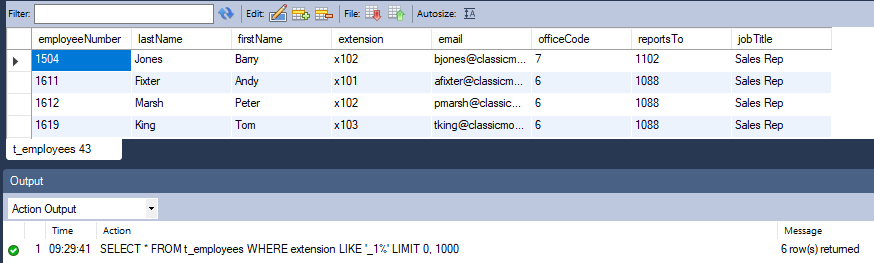 Filter: Edit: File: Autosize:
employeeNumber lastName firstName extension email officeCode reportsTo jobTitle
1504 Jones Barry x102 bjones@classicm... 7 1102 Sales Rep
1611 Fixter Andy x101 afixter@classicmo... 6 1088 Sales Rep
1612 Marsh Peter x102 pmarsh@classic... 6 1088 Sales Rep
1619 King Tom x103 tking@classicmo... 6 1088 Sales Rep
t_employees 43
Output
Action Output
Time Action Message
1 09:29:41 SELECT * FROM t_employees WHERE extension LIKE '_1%' LIMIT 0, 1000 6 row(s) returned